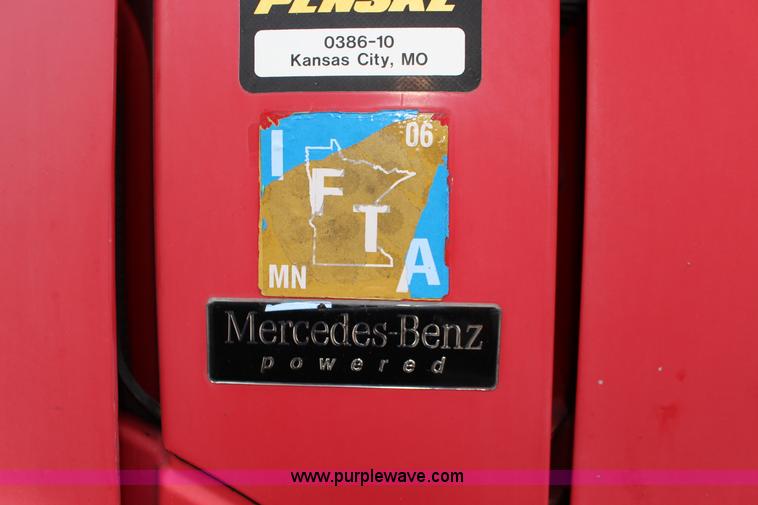 PENSKE
0386-10
Kansas City, MO
I
06
F
T
MN
A
Mercedes-Benz
powered
www.purplewave.com